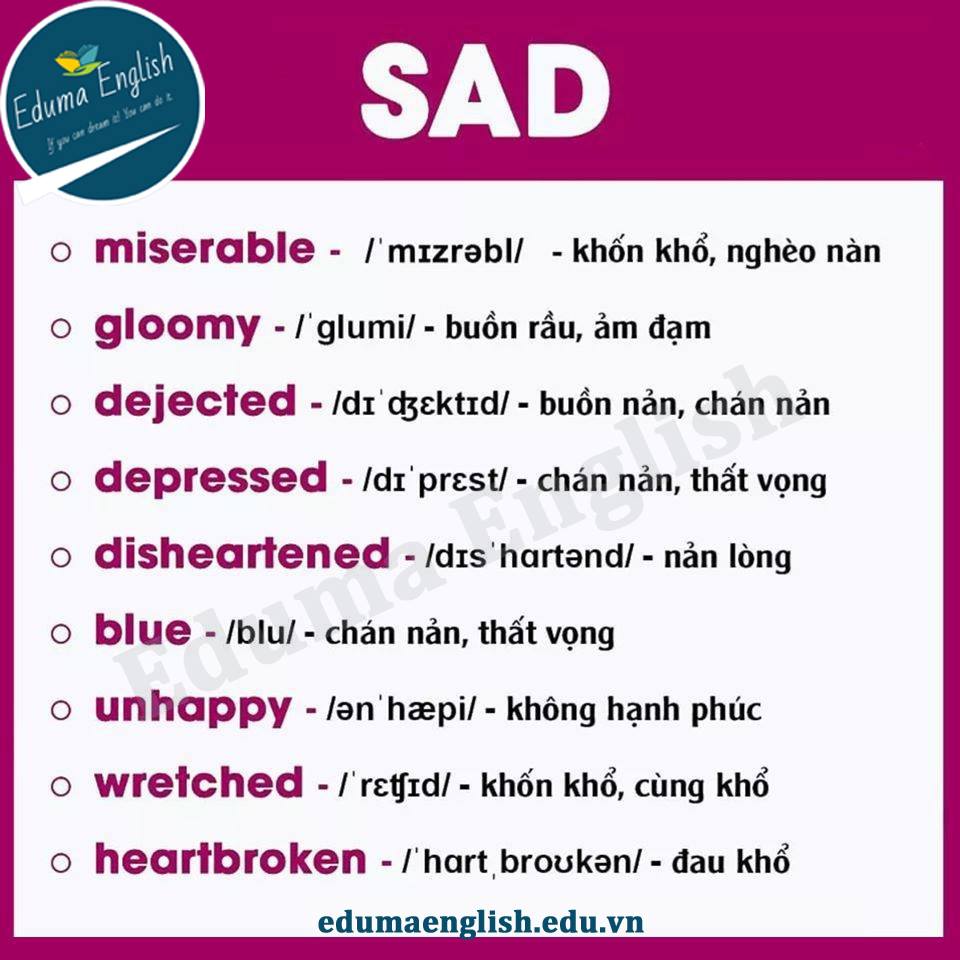 Eduma English
If you can dream it! You can do it.
SAD
miserable - /ˈmɪzrəbl/ - khốn khổ, nghèo nàn
gloomy - /ˈglumi/ - buồn rầu, ảm đạm
dejected - /dɪˈʤɛktɪd/ - buồn nản, chán nản
depressed - /dɪˈprɛst/ - chán nản, thất vọng
disheartened - /dɪsˈhɑrtənd/ - nản lòng
blue - /blu/ - chán nản, thất vọng
unhappy - /ənˈhæpi/ - không hạnh phúc
wretched - /ˈrɛʧɪd/ - khốn khổ, cùng khổ
heartbroken - /ˈhɑrtˌbroʊkən/ - đau khổ
Eduma English
edumaenglish.edu.vn